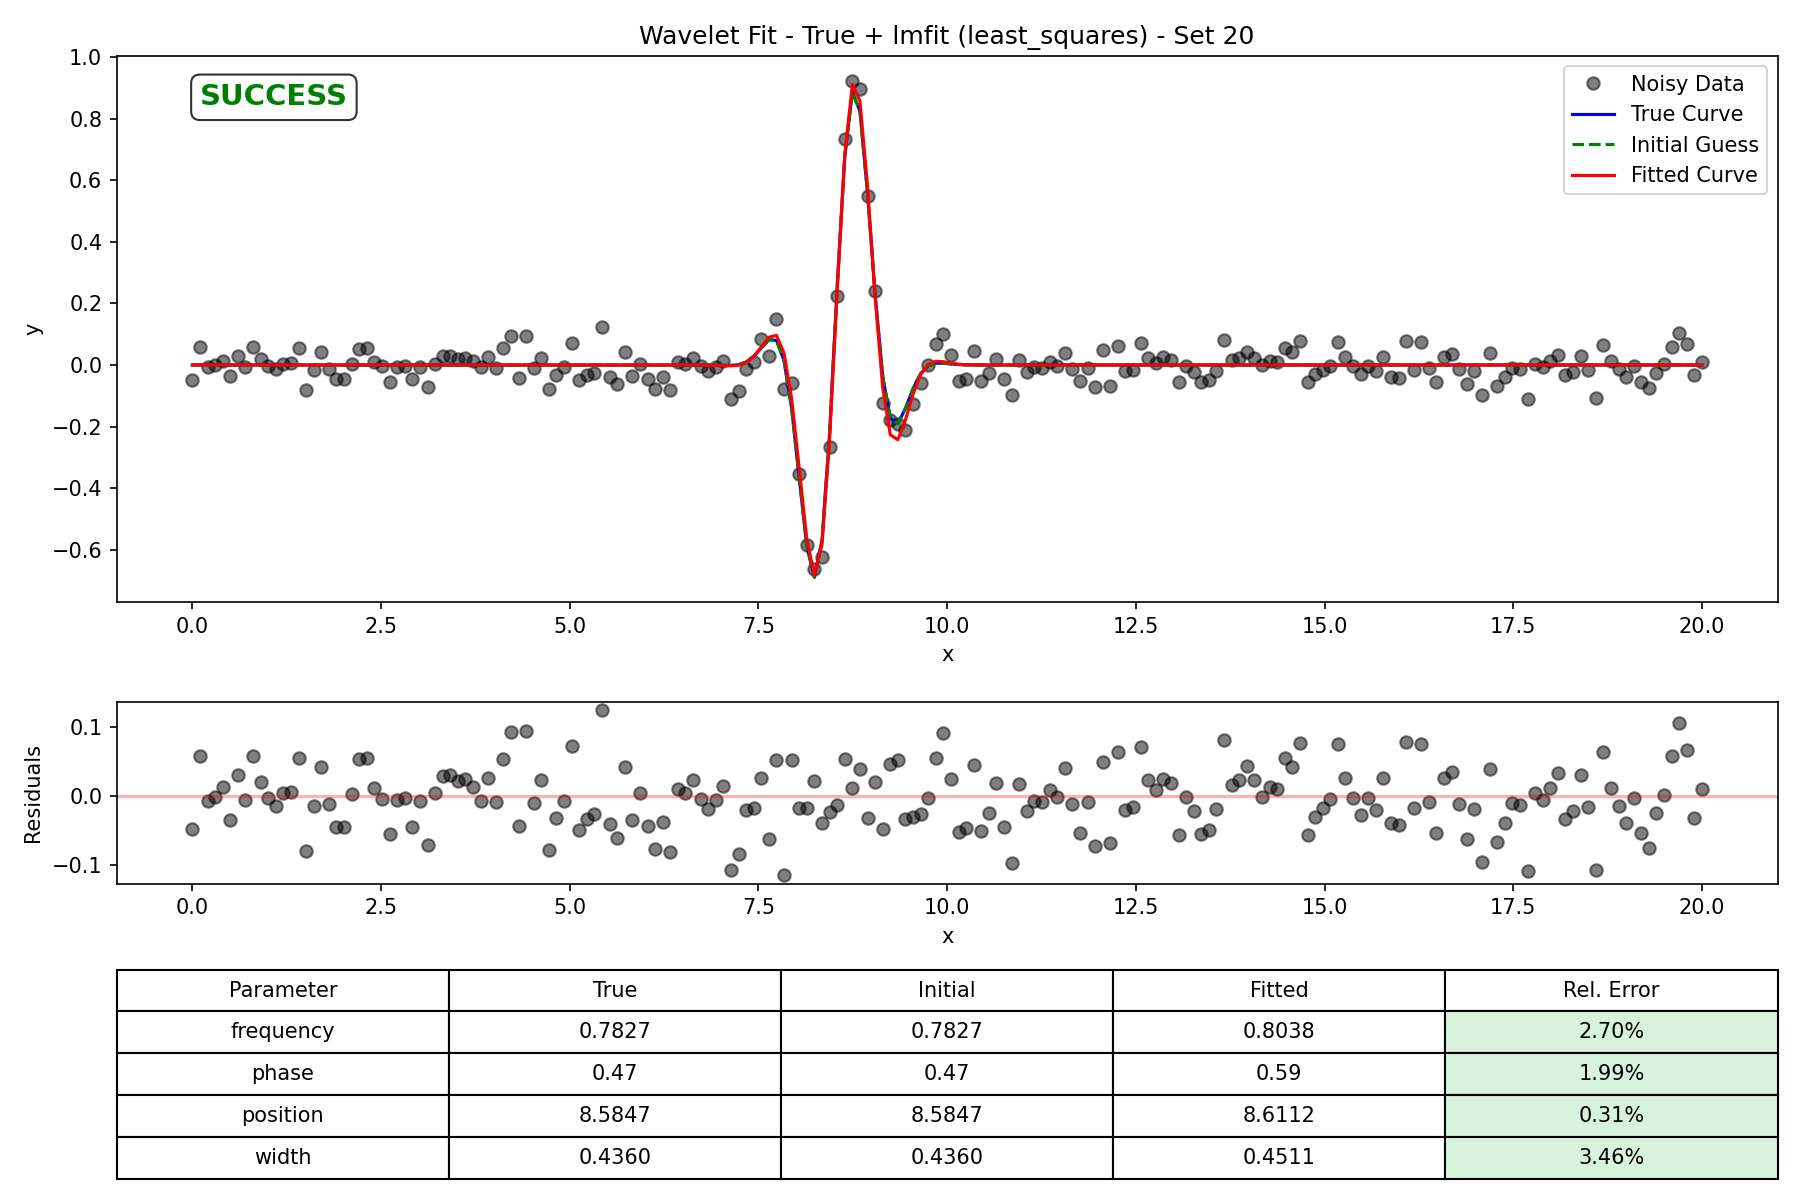 Wavelet Fit - True + lmfit (least_squares) - Set 20
SUCCESS
Noisy Data
True Curve
Initial Guess
Fitted Curve
y
1.0
0.8
0.6
0.4
0.2
0.0
−0.2
−0.4
−0.6
0.0 2.5 5.0 7.5 10.0 12.5 15.0 17.5 20.0
x
Residuals
0.1
0.0
−0.1
0.0 2.5 5.0 7.5 10.0 12.5 15.0 17.5 20.0
x
Parameter True Initial Fitted Rel. Error
frequency 0.7827 0.7827 0.8038 2.70%
phase 0.47 0.47 0.59 1.99%
position 8.5847 8.5847 8.6112 0.31%
width 0.4360 0.4360 0.4511 3.46%